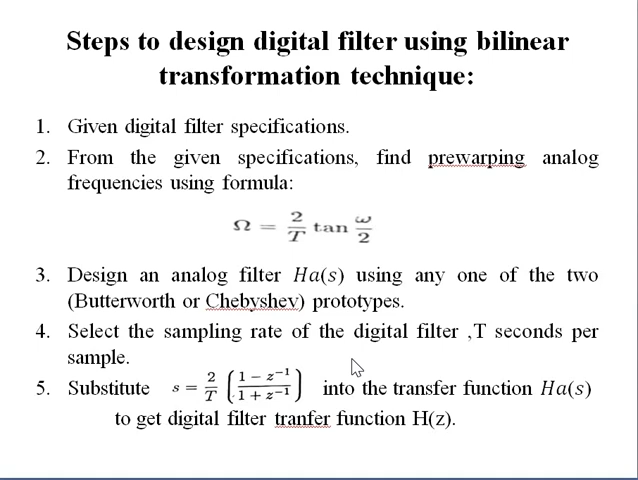 Steps to design digital filter using bilinear
transformation technique:
1. Given digital filter specifications.
2. From the given specifications, find prewarping analog
frequencies using formula:
Ω = 2/T tan ω/2
3. Design an analog filter Ha(s) using any one of the two
(Butterworth or Chebyshev) prototypes.
4. Select the sampling rate of the digital filter ,T seconds per
sample.
5. Substitute s = 2/T (1 − z⁻¹ / 1 + z⁻¹) into the transfer function Ha(s)
to get digital filter tranfer function H(z).